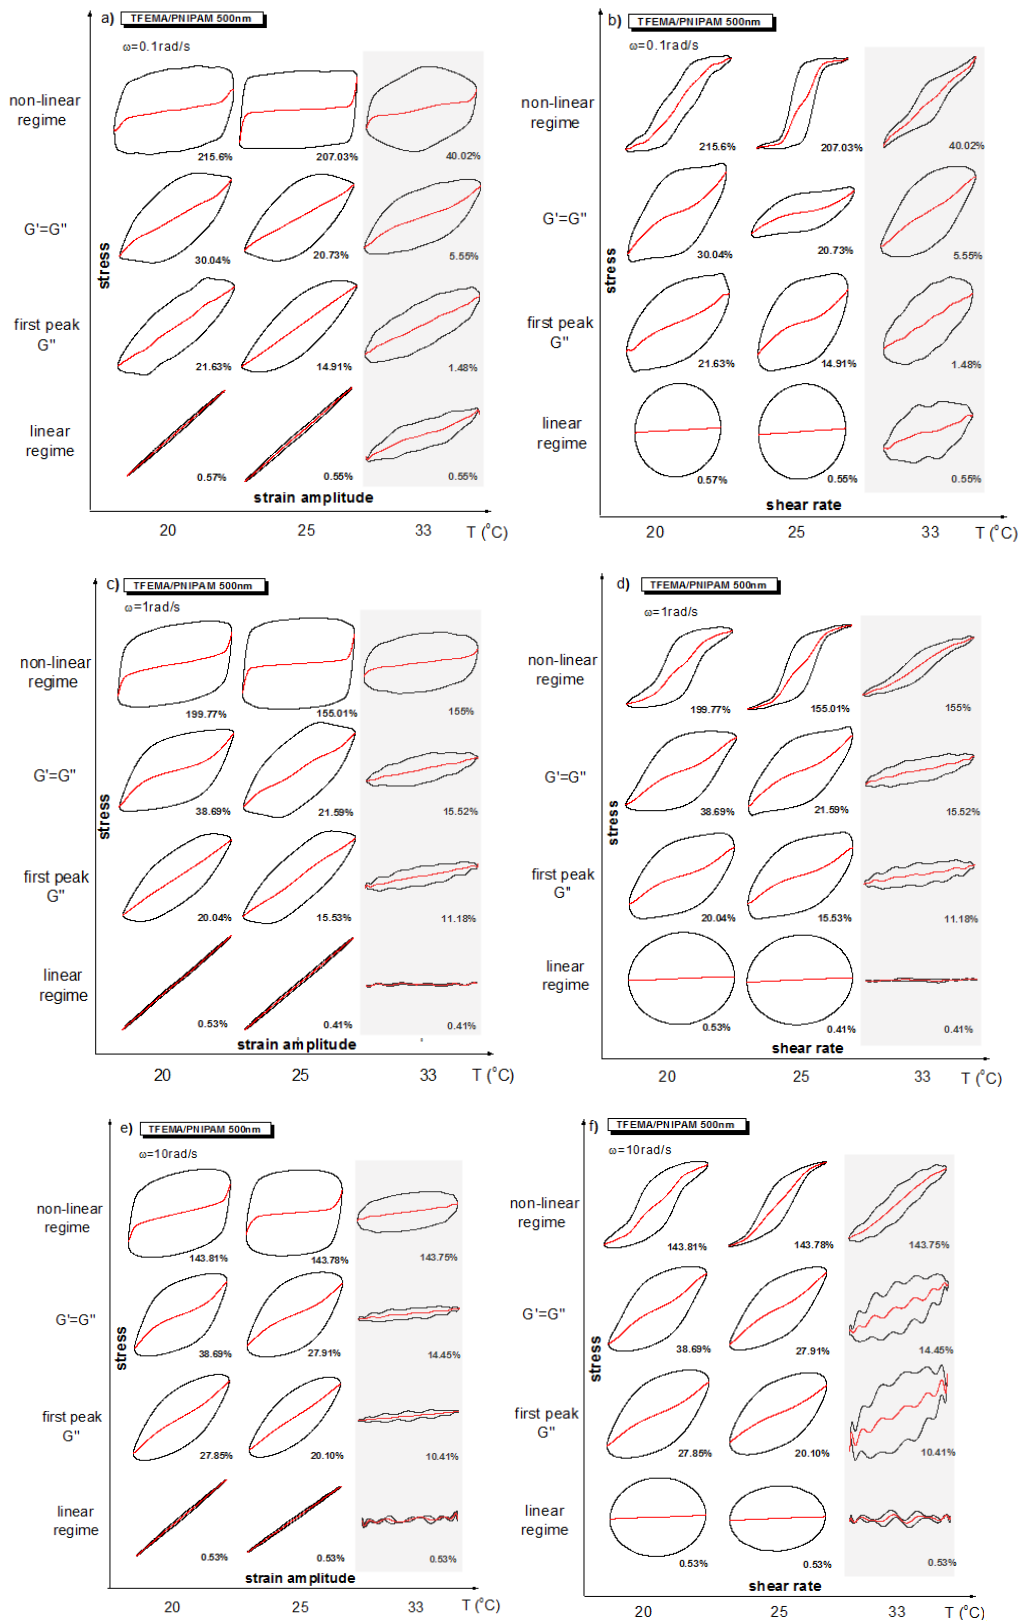 a) TFEMA/PNIPAM 500nm
ω=0.1rad/s
non-linear
regime
215.6% 207.03% 40.02%
G'=G''
30.04% 20.73% 5.55%
stress
first peak
G''
21.63% 14.91% 1.48%
linear
regime
0.57% 0.55% 0.55%
strain amplitude
20 25 33 T (°C)
b) TFEMA/PNIPAM 500nm
ω=0.1rad/s
non-linear
regime
215.6% 207.03% 40.02%
G'=G''
30.04% 20.73% 5.55%
stress
first peak
G''
21.63% 14.91% 1.48%
linear
regime
0.57% 0.55% 0.55%
shear rate
20 25 33 T (°C)
c) TFEMA/PNIPAM 500nm
ω=1rad/s
non-linear
regime
199.77% 155.01% 155%
G'=G''
38.69% 21.59% 15.52%
stress
first peak
G''
20.04% 15.53% 11.18%
linear
regime
0.53% 0.41% 0.41%
strain amplitude
20 25 33 T (°C)
d) TFEMA/PNIPAM 500nm
ω=1rad/s
non-linear
regime
199.77% 155.01% 155%
G'=G''
38.69% 21.59% 15.52%
stress
first peak
G''
20.04% 15.53% 11.18%
linear
regime
0.53% 0.41% 0.41%
shear rate
20 25 33 T (°C)
e) TFEMA/PNIPAM 500nm
ω=10rad/s
non-linear
regime
143.81% 143.78% 143.75%
G'=G''
38.69% 27.91% 14.45%
stress
first peak
G''
27.85% 20.10% 10.41%
linear
regime
0.53% 0.53% 0.53%
strain amplitude
20 25 33 T (°C)
f) TFEMA/PNIPAM 500nm
ω=10rad/s
non-linear
regime
143.81% 143.78% 143.75%
G'=G''
38.69% 27.91% 14.45%
stress
first peak
G''
27.85% 20.10% 10.41%
linear
regime
0.53% 0.53% 0.53%
shear rate
20 25 33 T (°C)